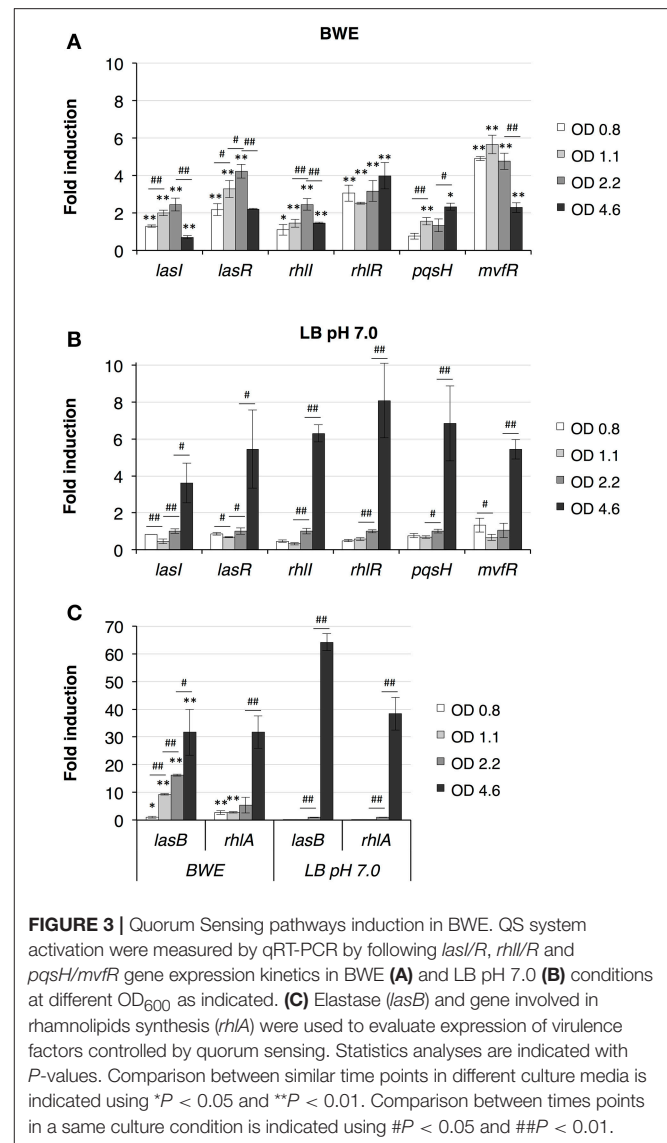 A
BWE
10
8
6
4
2
0
Fold induction
** ## ** ** ## **
** # ** # ** ##
* ** ## ** ## **
** ** ** **
## ** # *
** ** ** ## **
lasI lasR rhlI rhlR pqsH mvfR
OD 0.8
OD 1.1
OD 2.2
OD 4.6
B
LB pH 7.0
10
8
6
4
2
0
Fold induction
## ## #
# # #
## ##
## ##
# ##
# ##
lasI lasR rhlI rhlR pqsH mvfR
OD 0.8
OD 1.1
OD 2.2
OD 4.6
C
70
60
50
40
30
20
10
0
Fold induction
* ## ** ## ** # **
** ** ##
## ##
## ##
lasB rhlA lasB rhlA
BWE LB pH 7.0
OD 0.8
OD 1.1
OD 2.2
OD 4.6
FIGURE 3 | Quorum Sensing pathways induction in BWE. QS system
activation were measured by qRT-PCR by following lasI/R, rhlI/R and
pqsH/mvfR gene expression kinetics in BWE (A) and LB pH 7.0 (B) conditions
at different OD600 as indicated. (C) Elastase (lasB) and gene involved in
rhamnolipids synthesis (rhlA) were used to evaluate expression of virulence
factors controlled by quorum sensing. Statistics analyses are indicated with
P-values. Comparison between similar time points in different culture media is
indicated using *P < 0.05 and **P < 0.01. Comparison between times points
in a same culture condition is indicated using #P < 0.05 and ##P < 0.01.